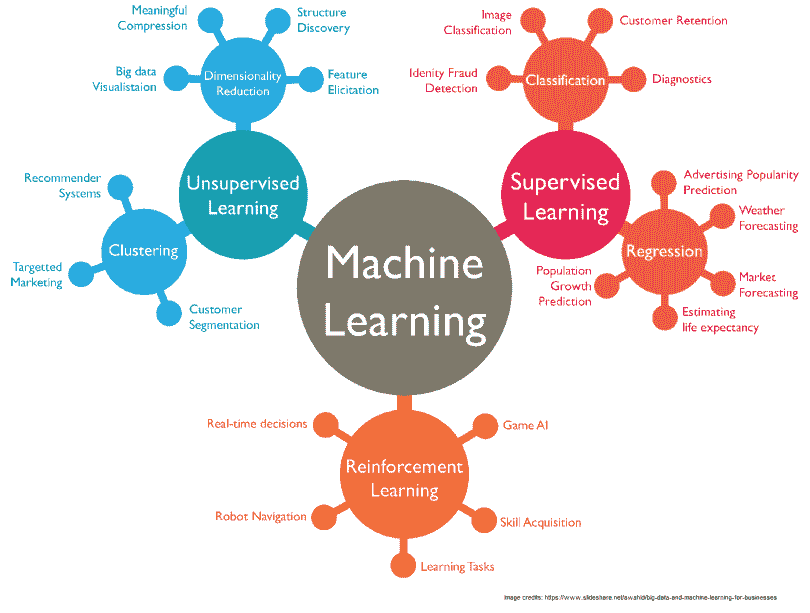 Meaningful
Compression
Structure
Discovery
Big data
Visualistaion
Dimensionality
Reduction
Feature
Elicitation
Image
Classification
Customer Retention
Idenity Fraud
Detection
Classification
Diagnostics
Recommender
Systems
Unsupervised
Learning
Clustering
Targetted
Marketing
Customer
Segmentation
Supervised
Learning
Advertising Popularity
Prediction
Weather
Forecasting
Regression
Population
Growth
Prediction
Market
Forecasting
Estimating
life expectancy
Machine
Learning
Real-time decisions
Game AI
Reinforcement
Learning
Robot Navigation
Skill Acquisition
Learning Tasks
Image credits: https://www.slideshare.net/awahid/big-data-and-machine-learning-for-businesses